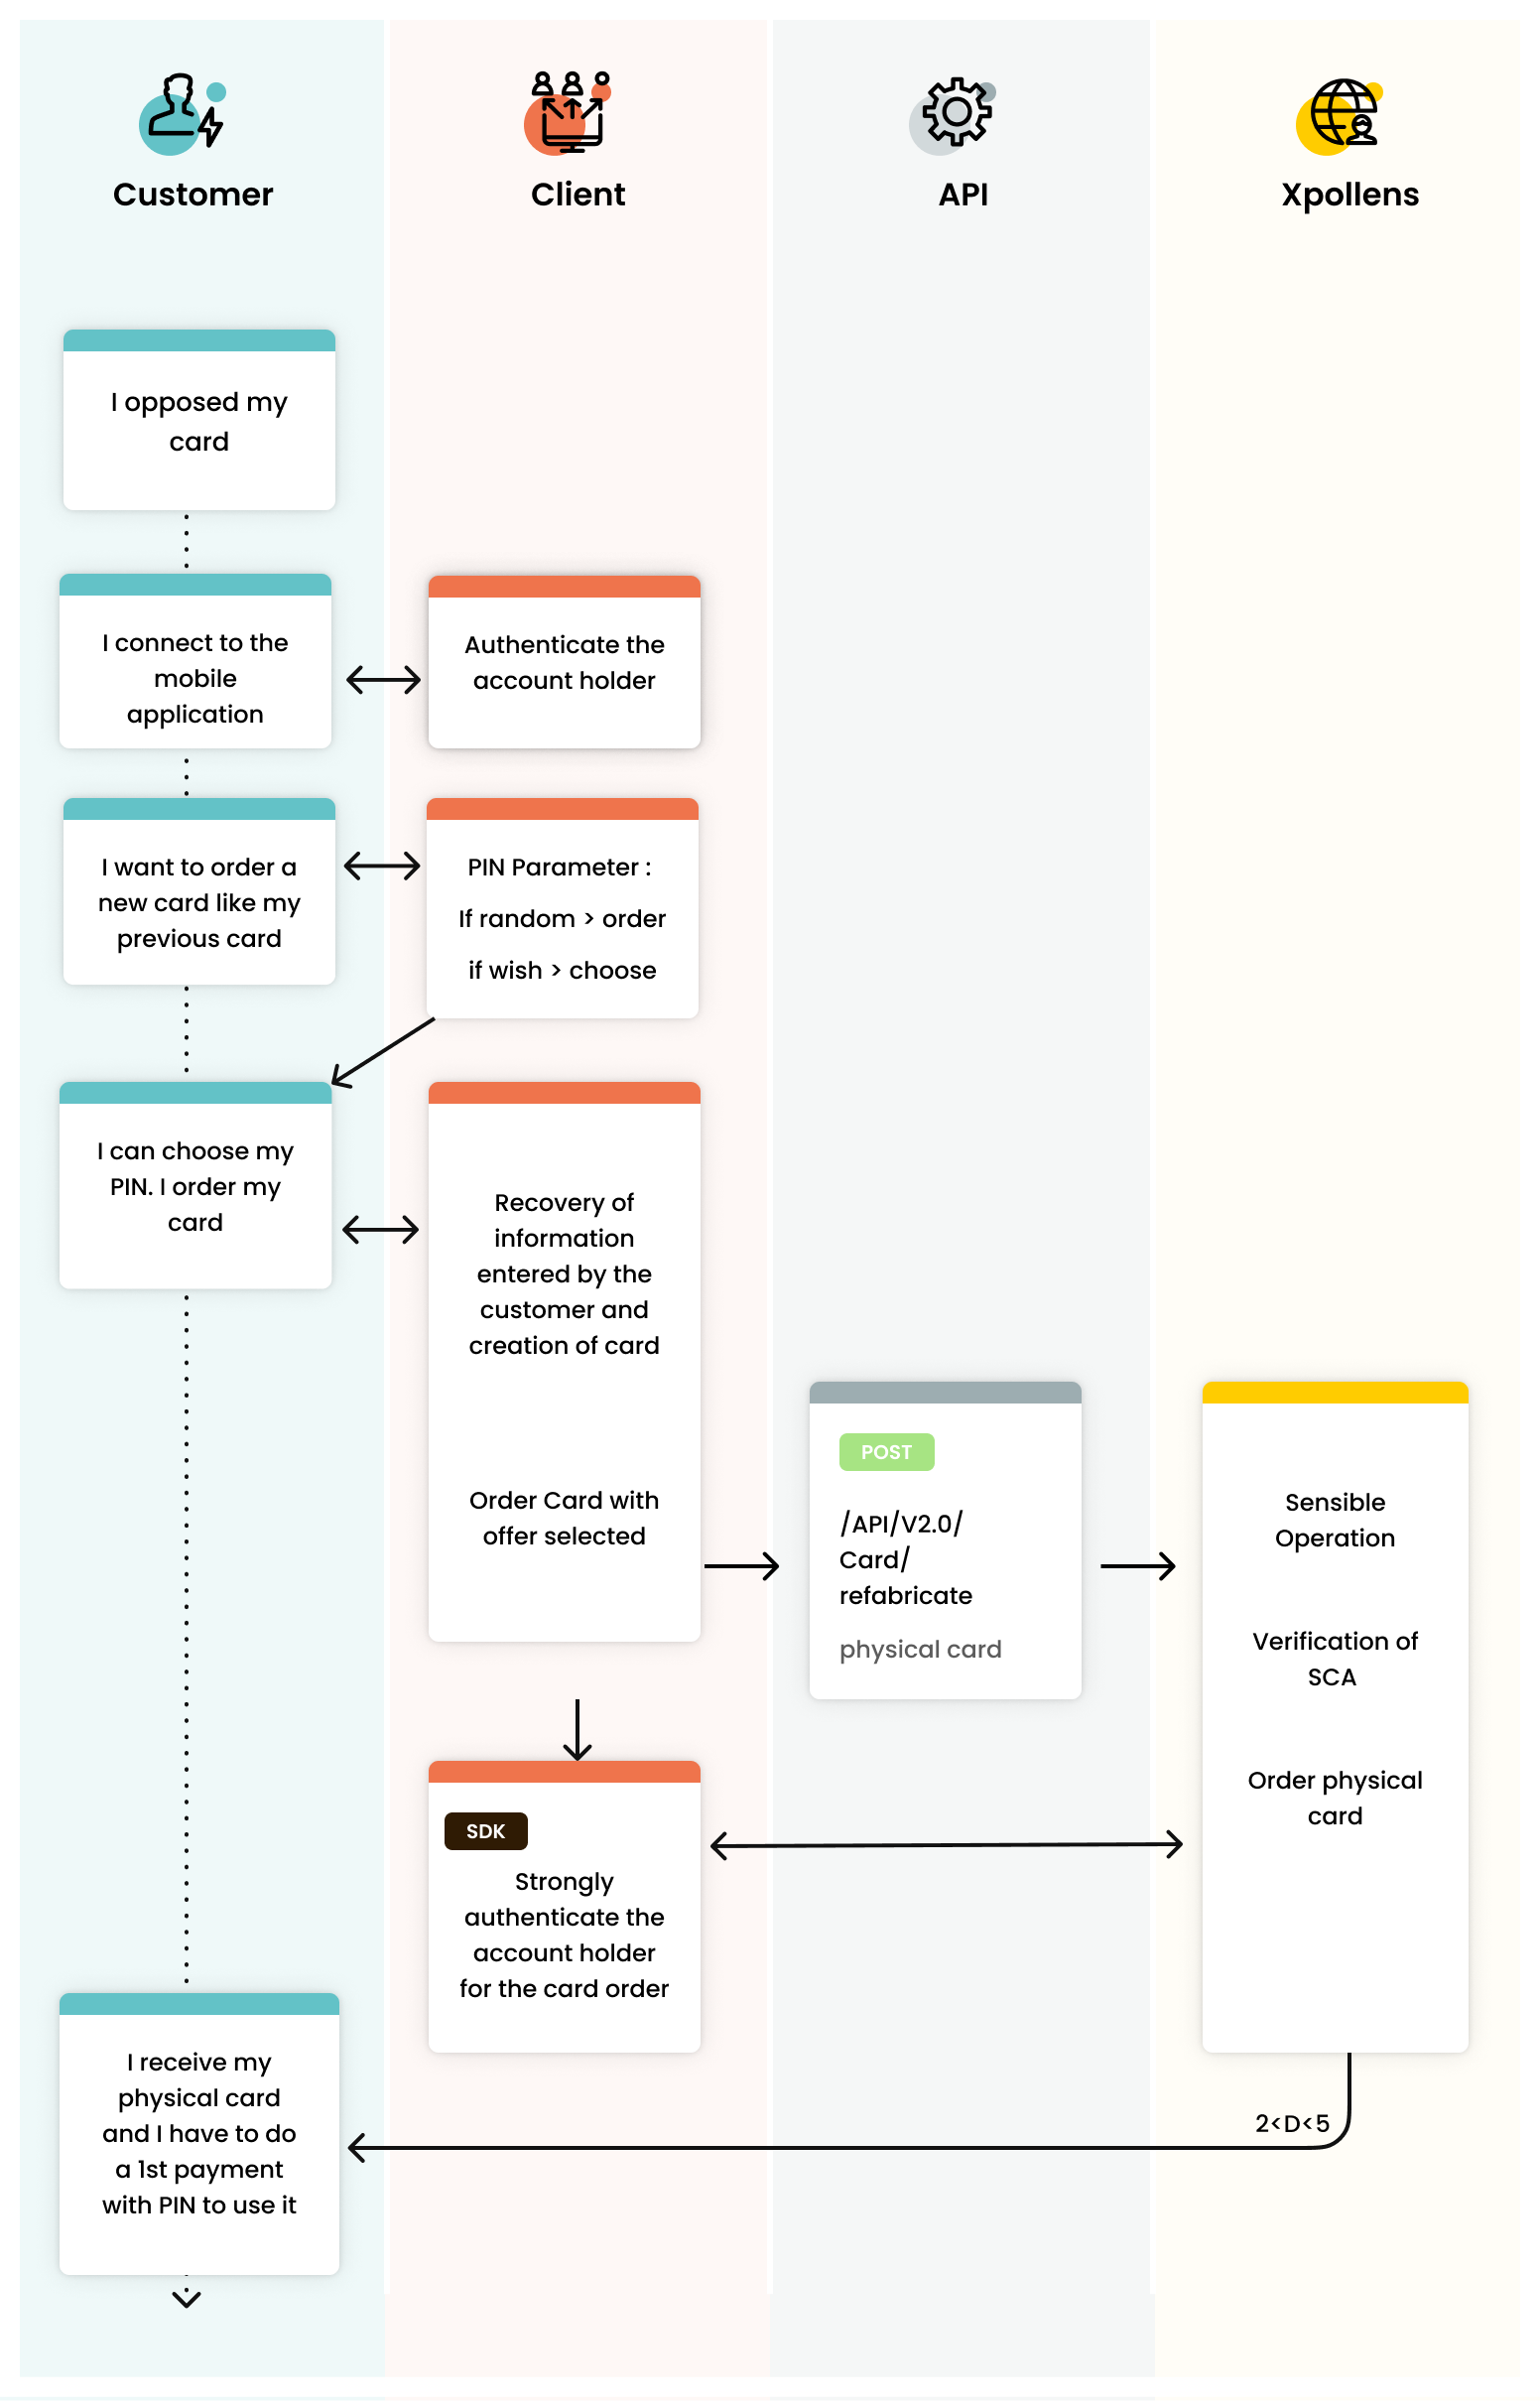 Customer
Client
API
Xpollens
I opposed my
card
I connect to the
mobile
application
Authenticate the
account holder
I want to order a
new card like my
previous card
PIN Parameter :
If random > order
if wish > choose
I can choose my
PIN. I order my
card
Recovery of
information
entered by the
customer and
creation of card
Order Card with
offer selected
POST
/API/V2.0/
Card/
refabricate
physical card
Sensible
Operation
Verification of
SCA
Order physical
card
SDK
Strongly
authenticate the
account holder
for the card order
2<D<5
I receive my
physical card
and I have to do
a 1st payment
with PIN to use it